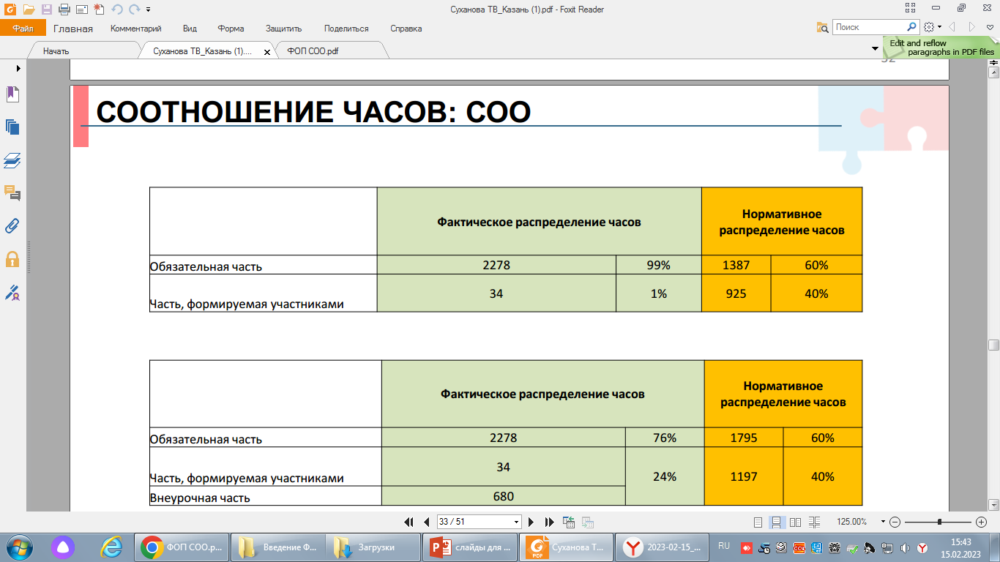 Суханова ТВ_Казань (1).pdf - Foxit Reader
Файл Главная Комментарий Вид Форма Защитить Поделиться Справка
Поиск
Начать Суханова ТВ_Казань (1).... ФОП СОО.pdf
Edit and reflow
paragraphs in PDF files
СООТНОШЕНИЕ ЧАСОВ: СОО
Фактическое распределение часов
Нормативное
распределение часов
Обязательная часть 2278 99% 1387 60%
Часть, формируемая участниками 34 1% 925 40%
Фактическое распределение часов
Нормативное
распределение часов
Обязательная часть 2278 76% 1795 60%
Часть, формируемая участниками 34 24% 1197 40%
Внеурочная часть 680
33 / 51
125.00%
ФОП СОО.р... Введение Ф... Загрузки слайды для ... Суханова Т... 2023-02-15_... RU
15:43
15.02.2023